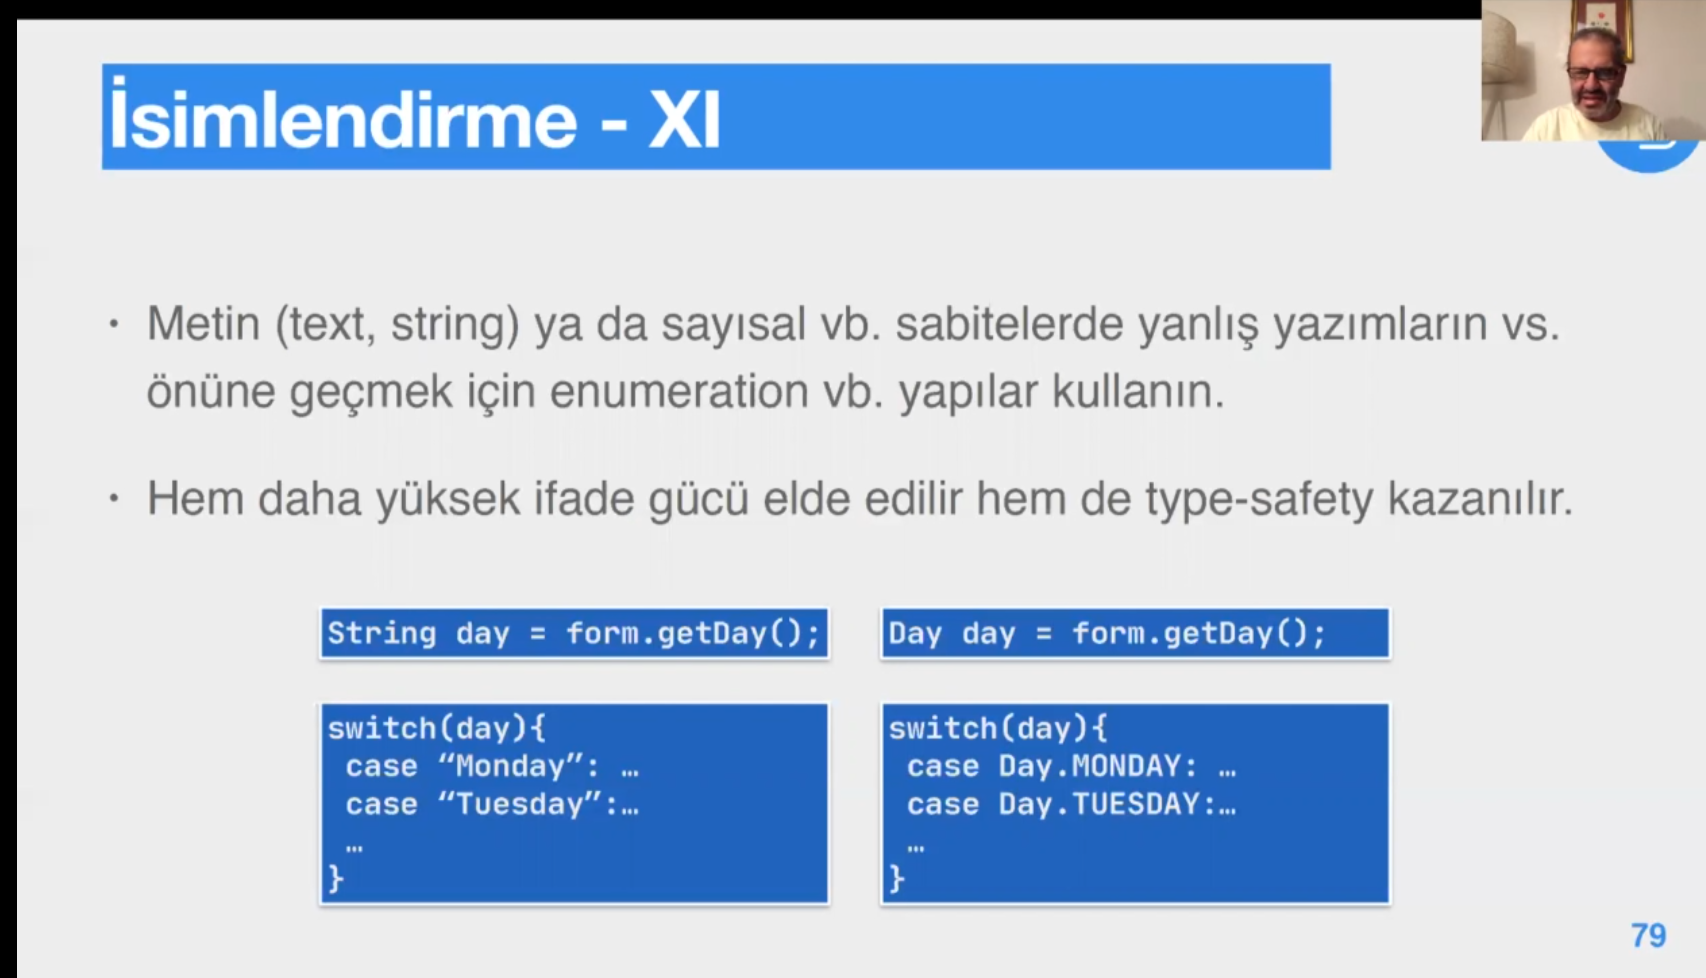 İsimlendirme - XI
• Metin (text, string) ya da sayısal vb. sabitelerde yanlış yazımların vs.
önüne geçmek için enumeration vb. yapılar kullanın.
• Hem daha yüksek ifade gücü elde edilir hem de type-safety kazanılır.
String day = form.getDay();
switch(day){
case “Monday”: …
case “Tuesday”:…
…
}
Day day = form.getDay();
switch(day){
case Day.MONDAY: …
case Day.TUESDAY:…
…
}
79